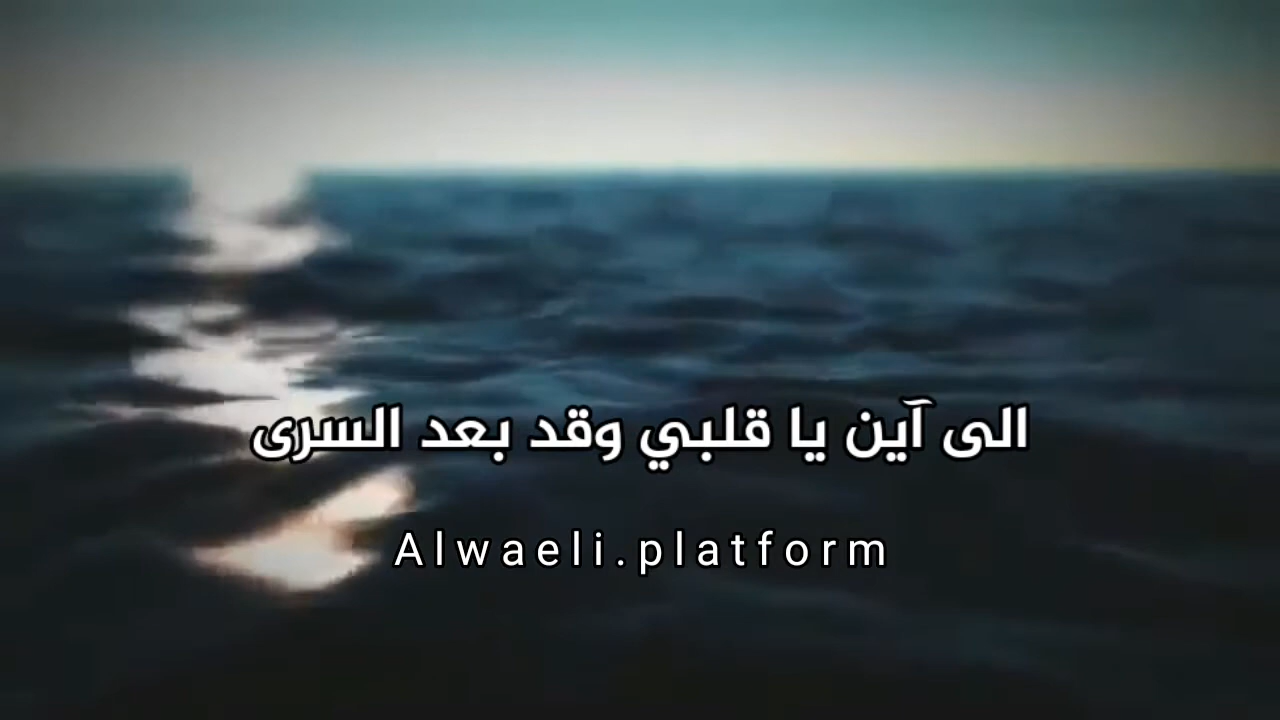 الى آين يا قلبي وقد بعد السرى
Alwaeli.platform